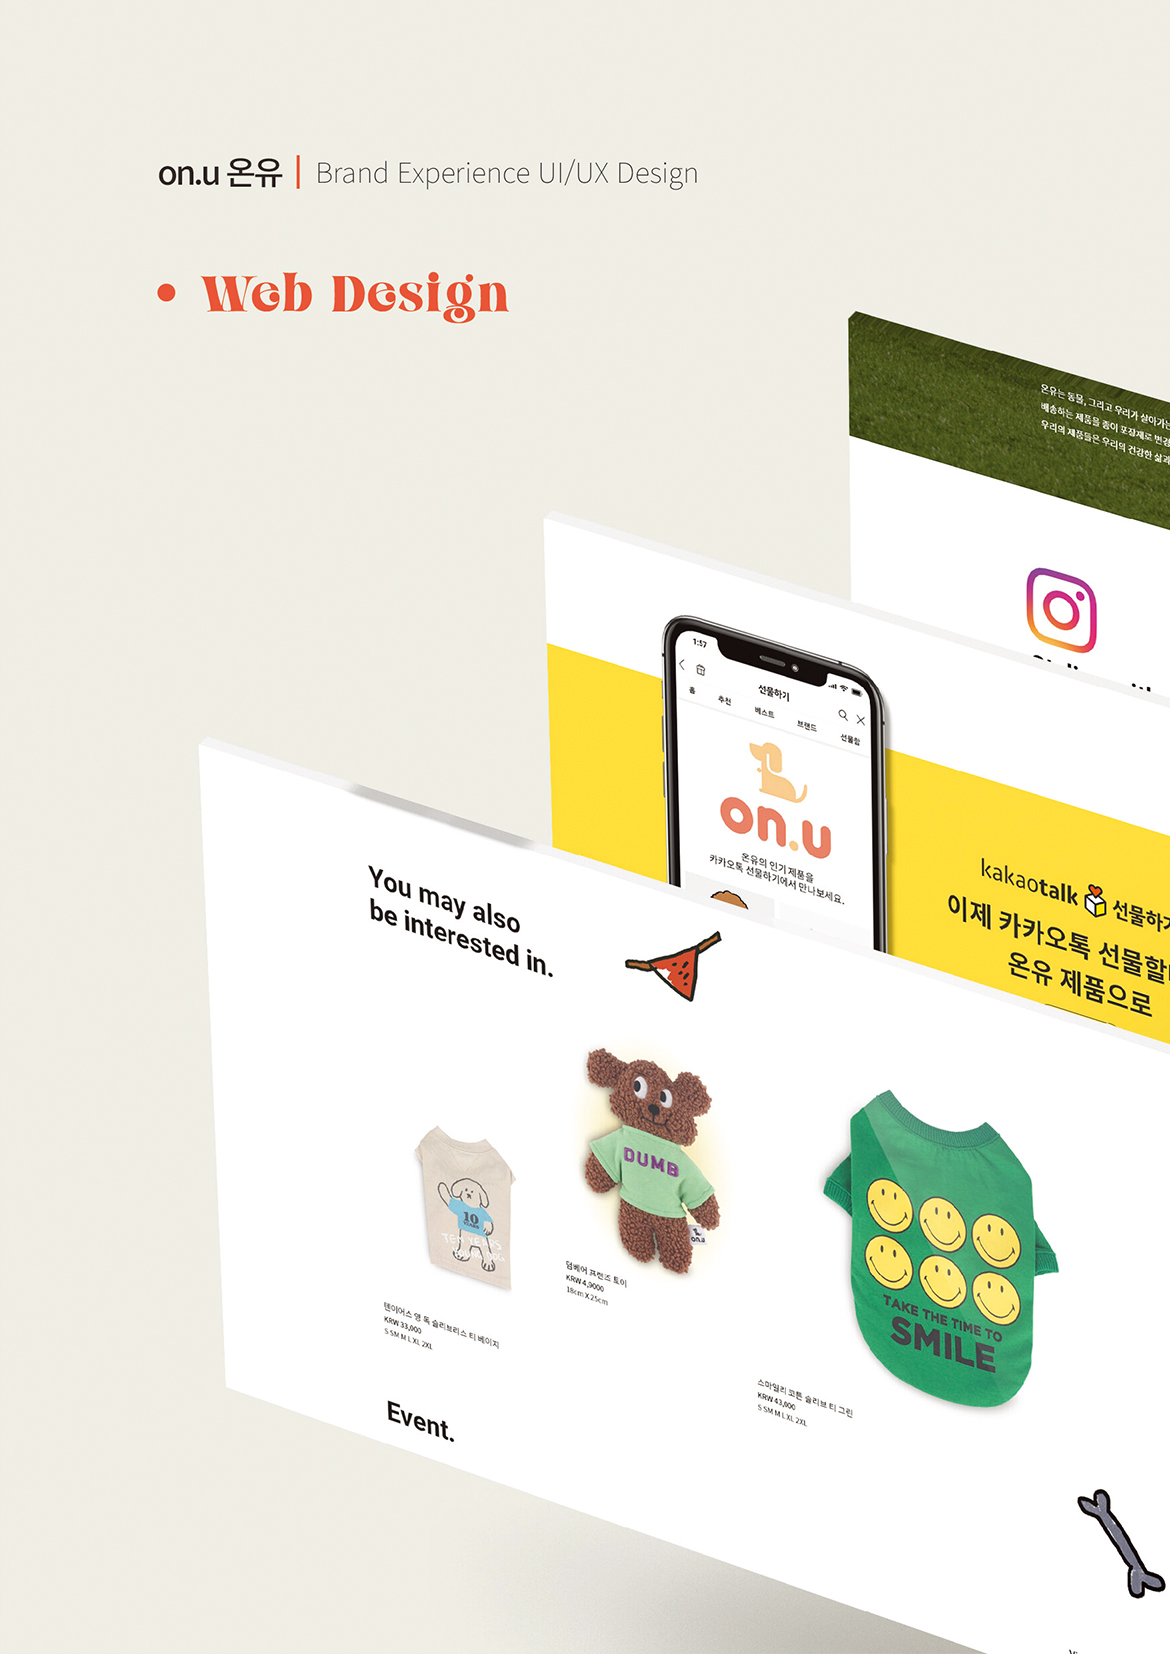 on.u 온유 | Brand Experience UI/UX Design
• Web Design
온유는 동물, 그리고 우리가 살아가는
배송하는 제품을 종이 포장재로 변경
우리의 제품들은 우리의 건강한 삶과
1:57
선물하기
홈 추천 베스트 브랜드 선물함
on.u
온유의 인기 제품을
카카오톡 선물하기에서 만나보세요.
kakaotalk 선물하기
이제 카카오톡 선물할
온유 제품으로
You may also
be interested in.
10
YEARS
TEN YEARS
YOUNG DOG
텐이어스 영 독 슬리브리스 티 베이지
KRW 33,000
S SM M L XL 2XL
DUMB
on.u
덤베어 프렌즈 토이
KRW 4,9000
18cm X 25cm
TAKE THE TIME TO
SMILE
스마일리 코튼 슬리브 티 그린
KRW 43,000
S SM M L XL 2XL
Event.